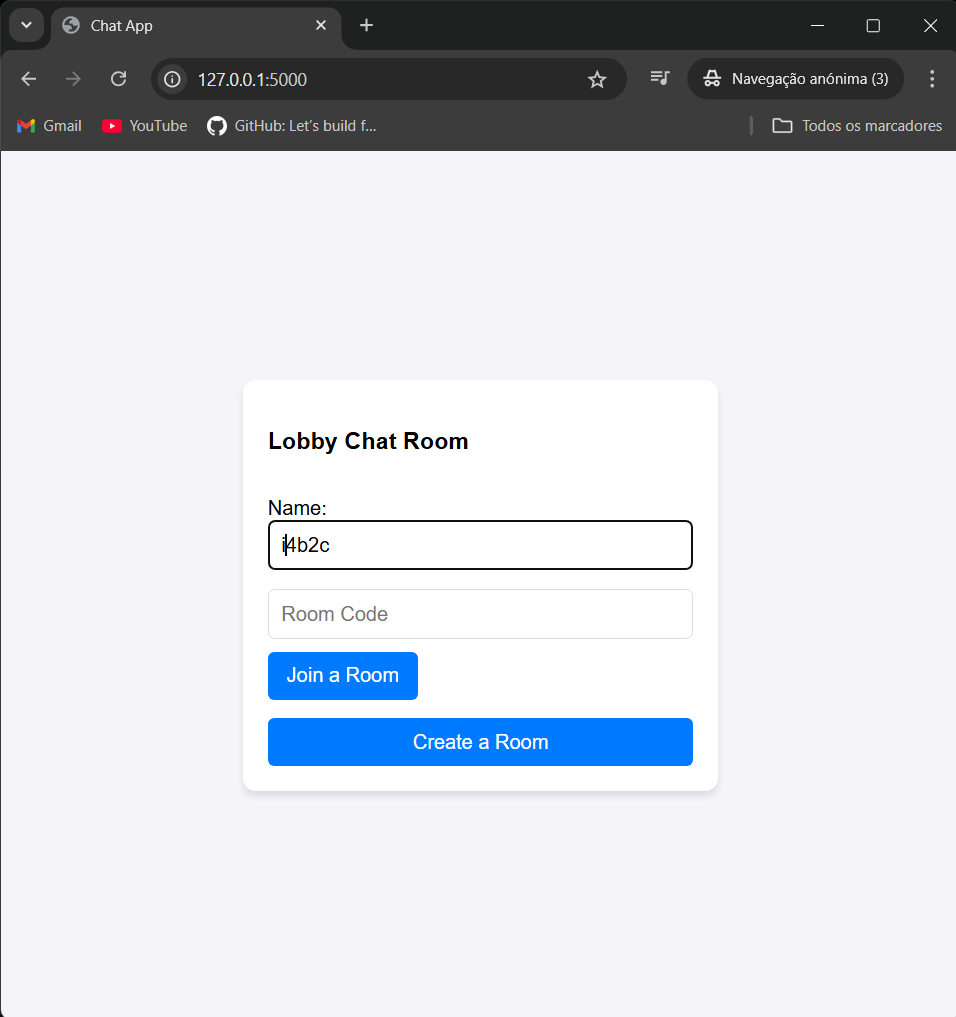 Chat App
127.0.0.1:5000
Navegação anónima (3)
Gmail
YouTube
GitHub: Let's build f...
Todos os marcadores
Lobby Chat Room
Name:
i4b2c
Room Code
Join a Room
Create a Room